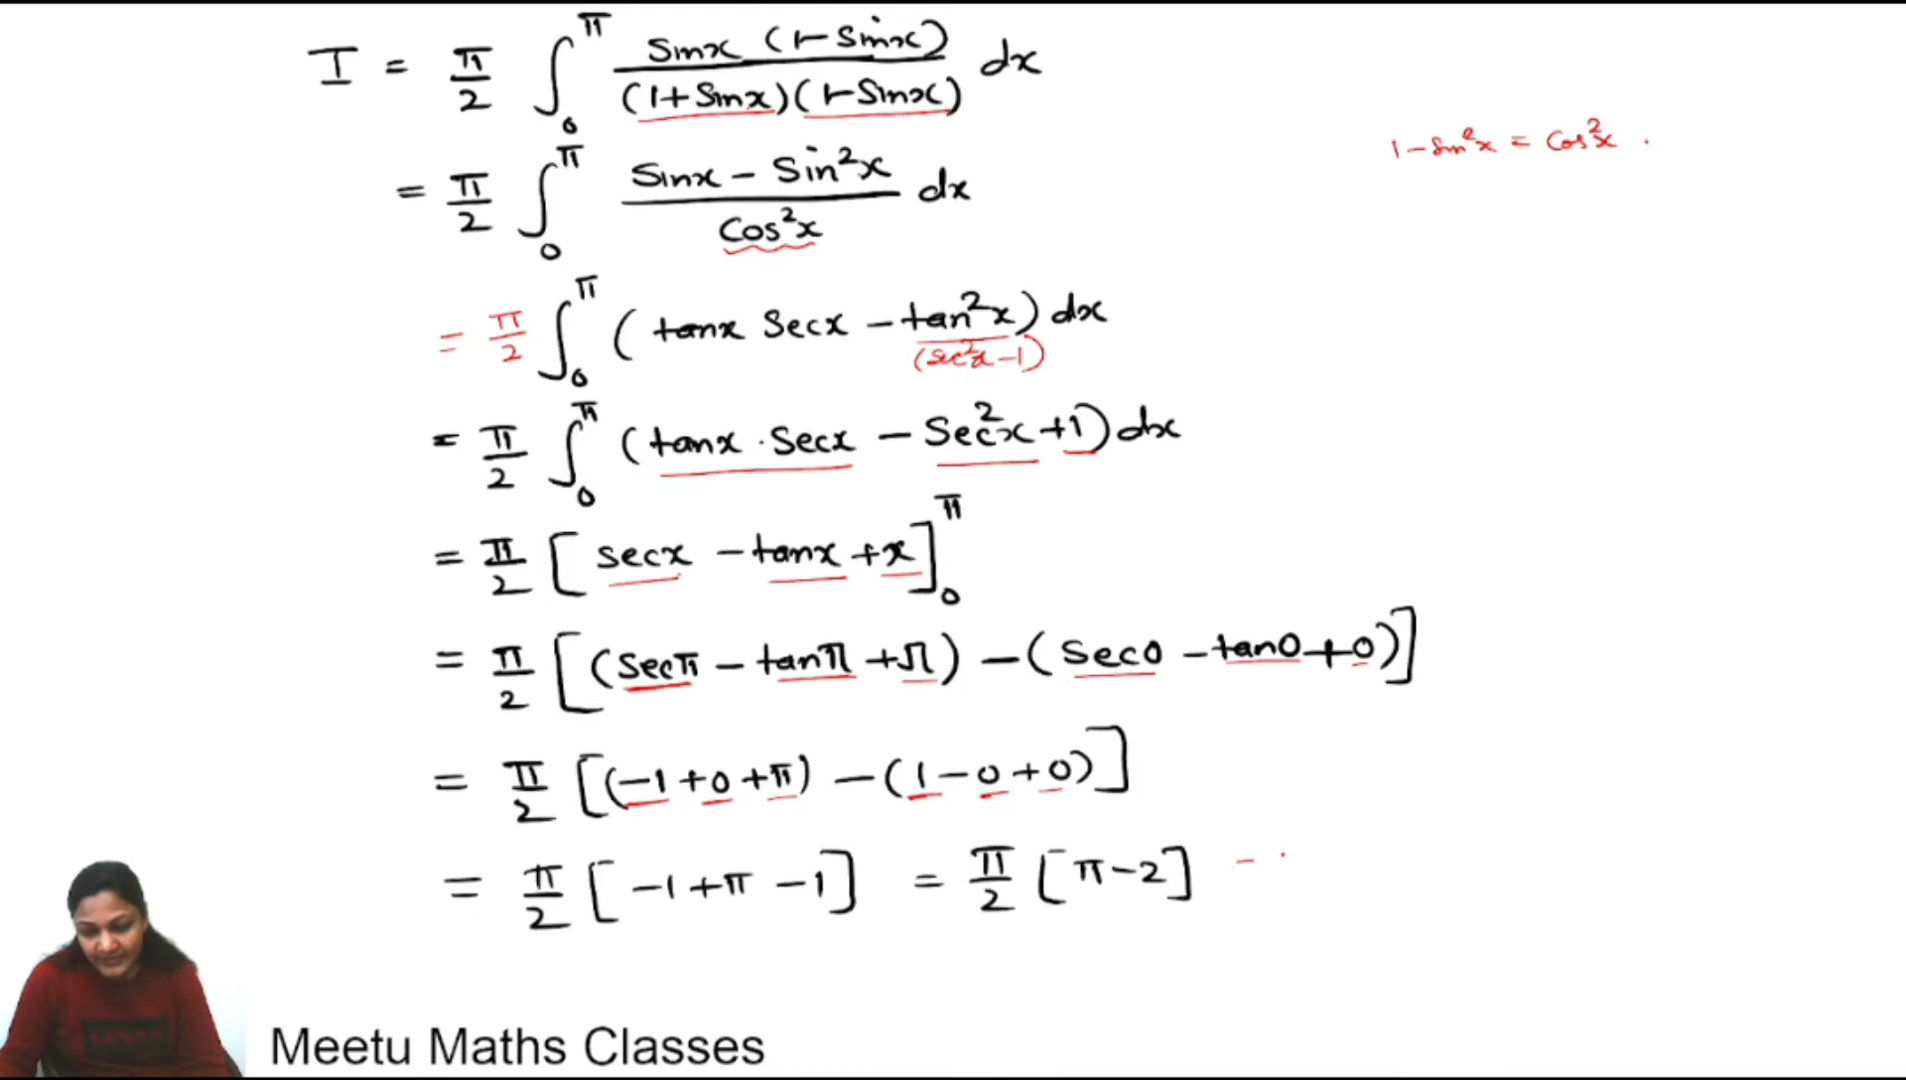 I = π/2 ∫₀^π sinx (1-sinx) / (1+sinx)(1-sinx) dx
1-sin²x = cos²x .
= π/2 ∫₀^π sinx - sin²x / cos²x dx
= π/2 ∫₀^π (tanx secx - tan²x) dx
(sec²x-1)
= π/2 ∫₀^π (tanx . secx - sec²x +1) dx
= π/2 [secx - tanx + x]₀^π
= π/2 [(secπ - tanπ + π) - (sec0 - tan0 + 0)]
= π/2 [(-1+0+π) - (1-0+0)]
= π/2 [-1+π-1] = π/2 [π-2]
Meetu Maths Classes